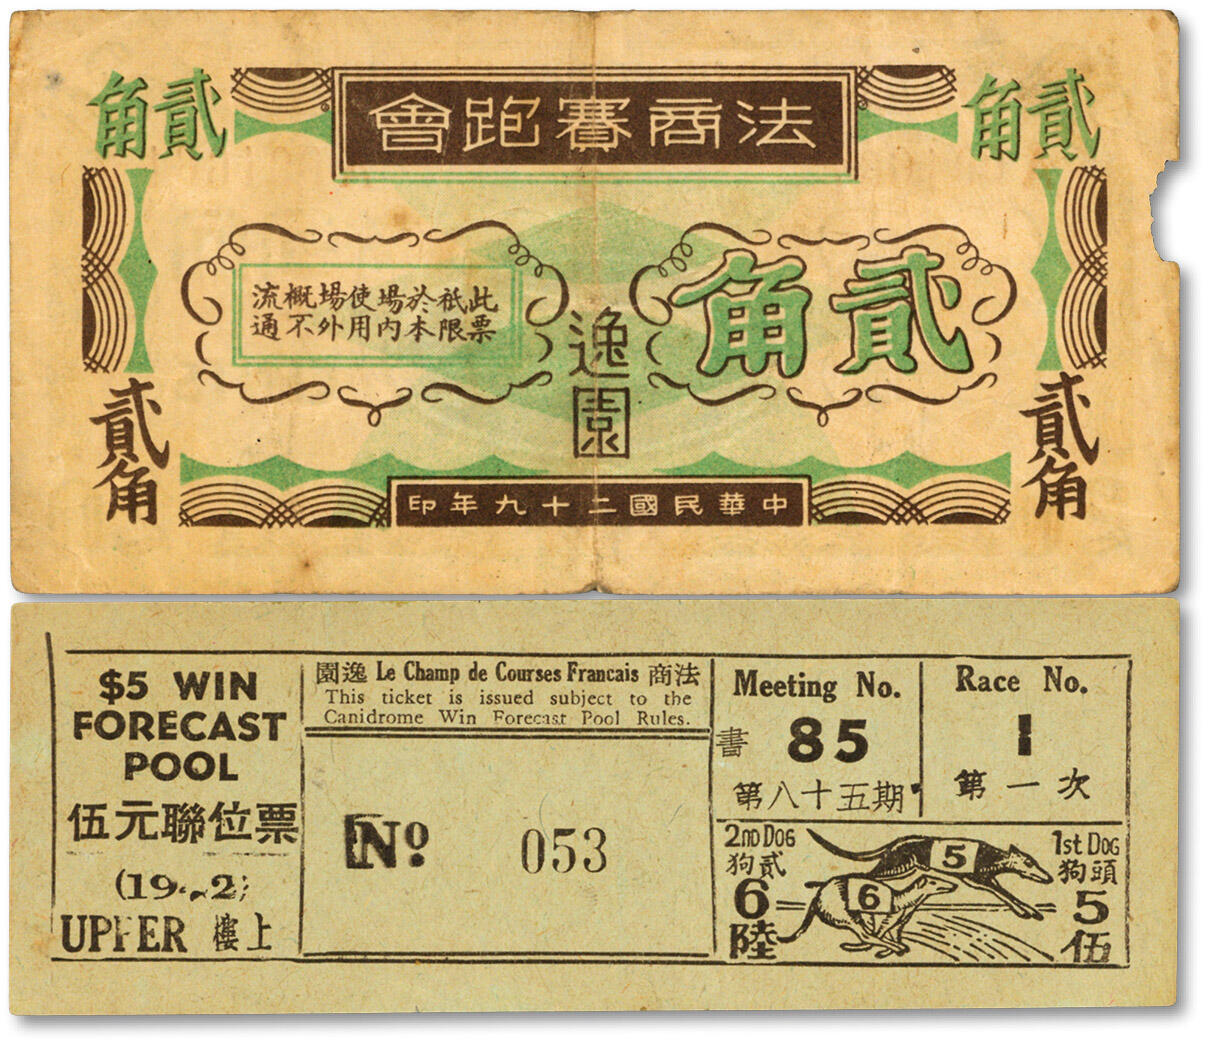 貳角
法商賽跑會
貳角
貳角
逸園
此票祇限於本場內使用場外概不流通
貳角
貳角
中華民國二十九年印
$5 WIN
FORECAST
POOL
伍元聯位票
UPPER 樓上
逸園 Le Champ de Courses Francais 法商
This ticket is issued subject to the
Canidrome Win Forecast Pool Rules.
No. 053
Meeting No.
書 85
第八十五期
Race No.
1
第一次
2ND DOG
貳狗
6
陸
5
6
1st DOG
頭狗
5
伍